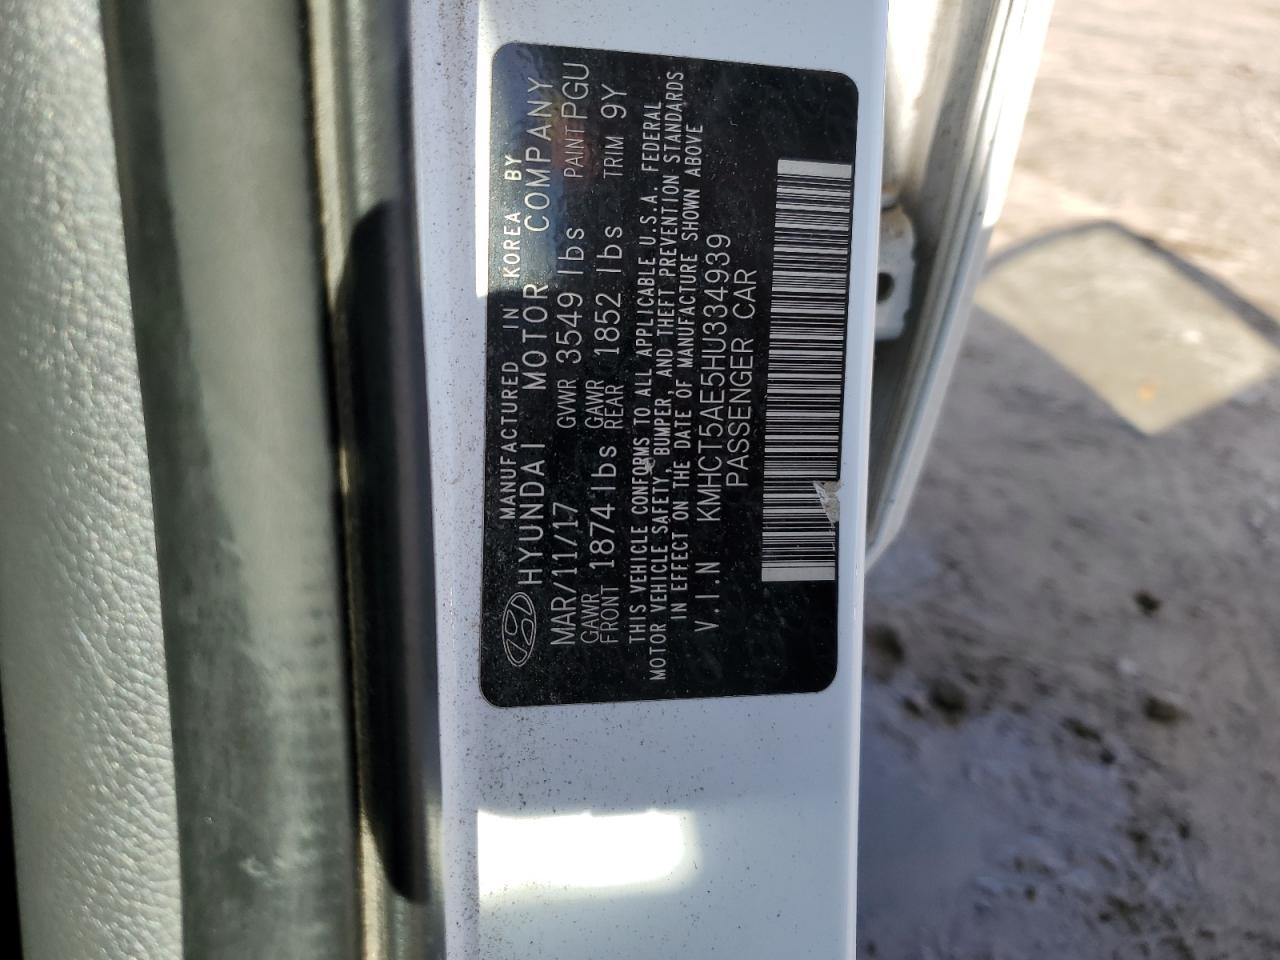 MANUFACTURED IN KOREA BY
HYUNDAI MOTOR COMPANY
MAR/11/17 GVWR 3549 lbs PAINT PGU
GAWR FRONT 1874 lbs GAWR REAR 1852 lbs TRIM 9Y
THIS VEHICLE CONFORMS TO ALL APPLICABLE U.S.A. FEDERAL
MOTOR VEHICLE SAFETY, BUMPER, AND THEFT PREVENTION STANDARDS
IN EFFECT ON THE DATE OF MANUFACTURE SHOWN ABOVE
V.I.N KMHCT5AE5HU334939
PASSENGER CAR